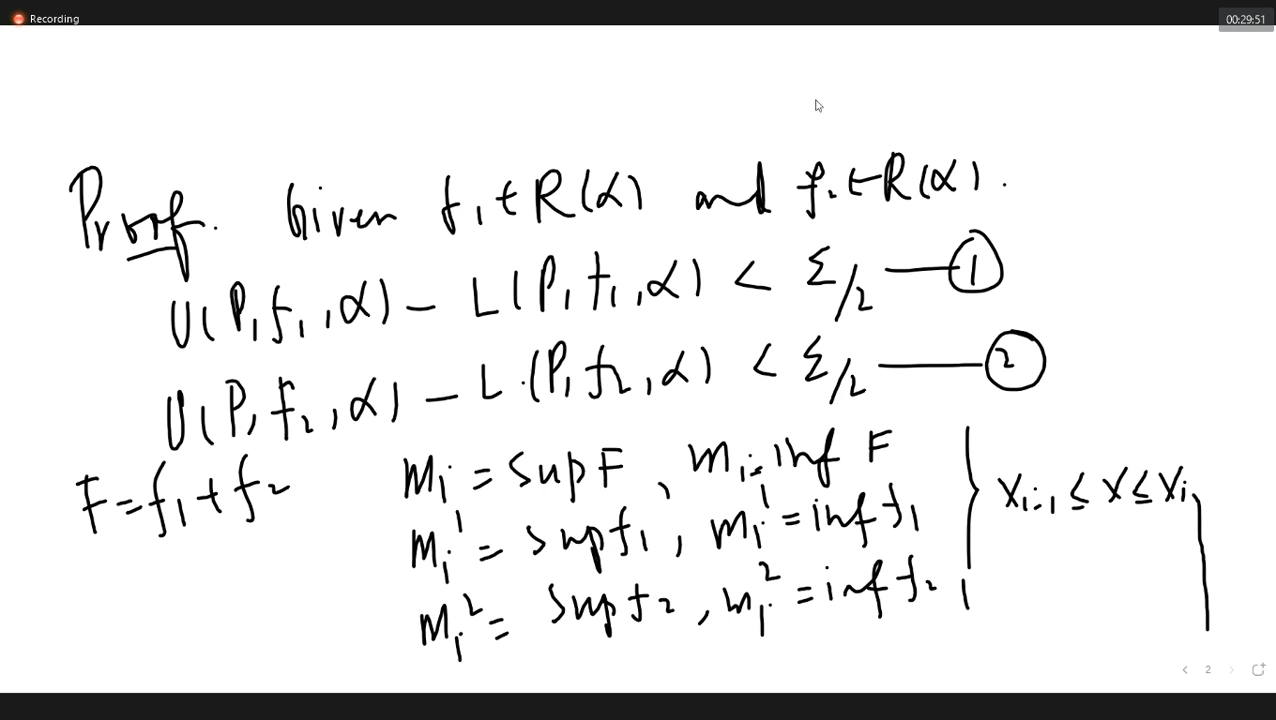 Recording
00:29:51
Proof. Given f₁ ∈ R(α) and f₂ ∈ R(α).
U(P, f₁, α) – L(P, f₁, α) < Σ/2 —— ①
U(P, f₂, α) – L(P, f₂, α) < Σ/2 —— ②
F = f₁ + f₂
Mᵢ = sup F, mᵢ = inf F
Mᵢ¹ = sup f₁, mᵢ¹ = inf f₁
xᵢ₋₁ ≤ x ≤ xᵢ
Mᵢ² = sup f₂, mᵢ² = inf f₂
2